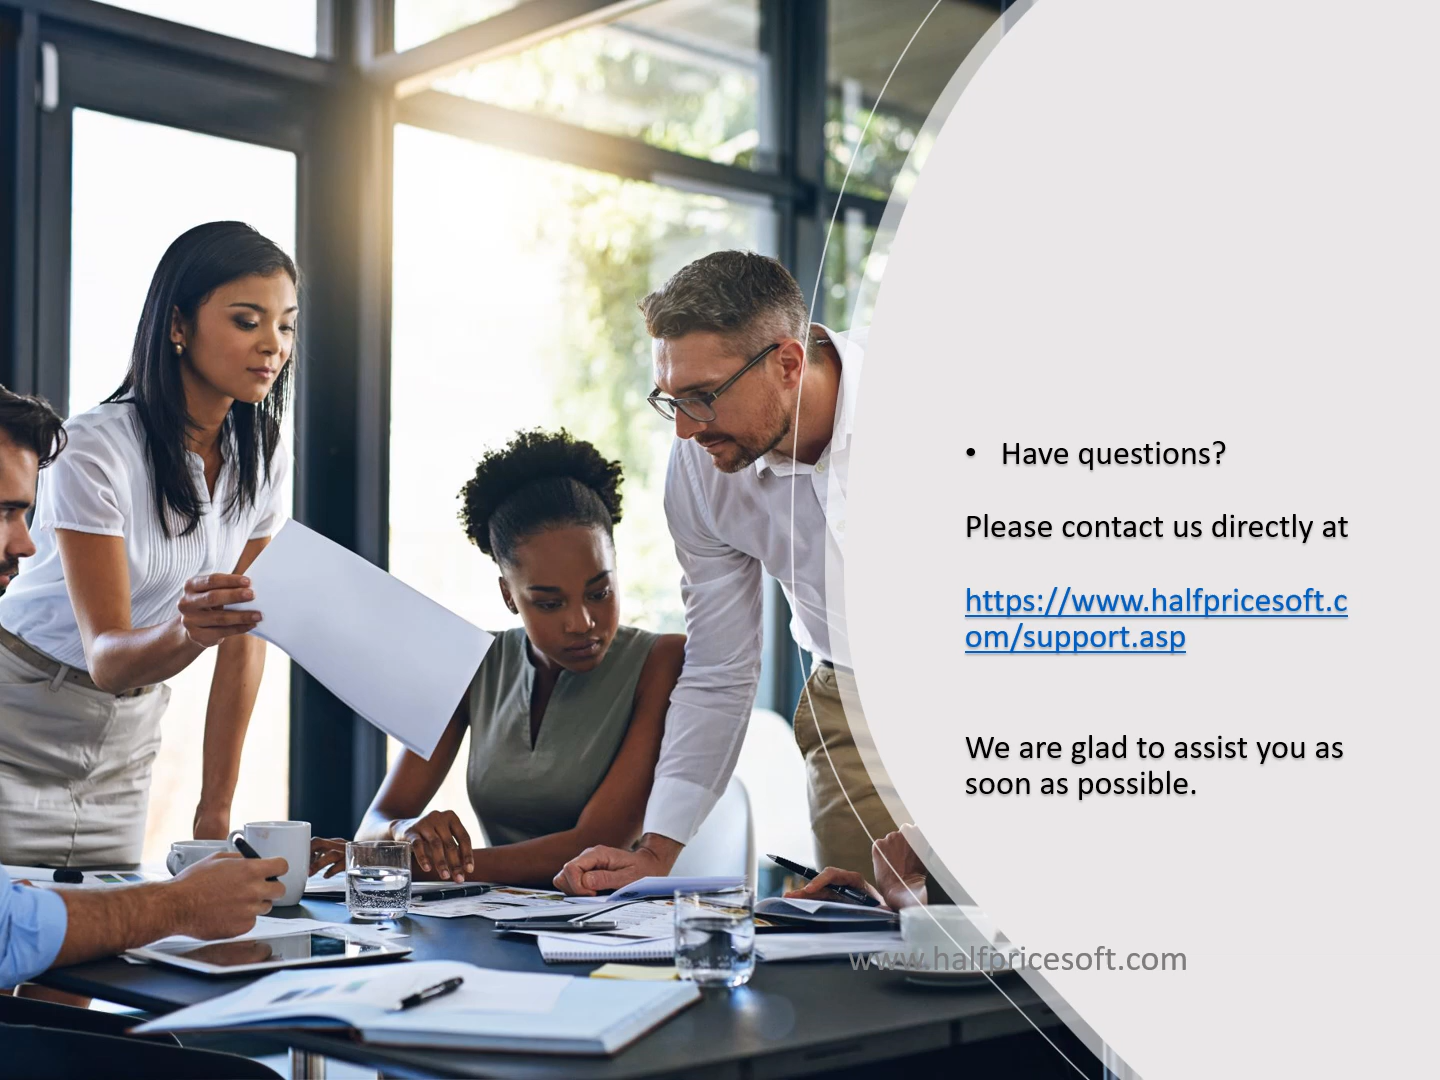 • Have questions?
Please contact us directly at
https://www.halfpricesoft.c
om/support.asp
We are glad to assist you as
soon as possible.
www.halfpricesoft.com